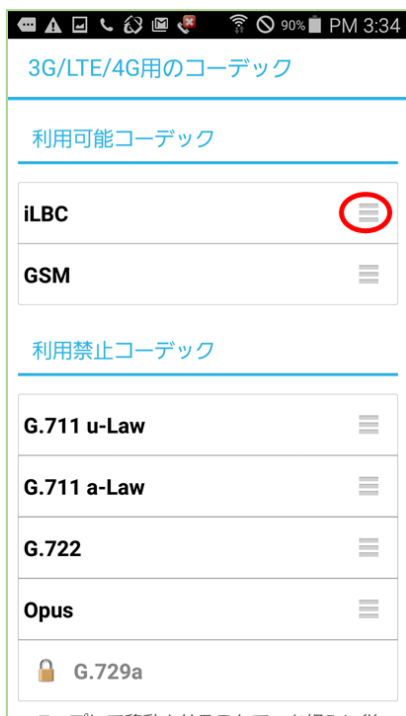 90% PM 3:34
3G/LTE/4G用のコーデック
利用可能コーデック
iLBC
GSM
利用禁止コーデック
G.711 u-Law
G.711 a-Law
G.722
Opus
G.729a